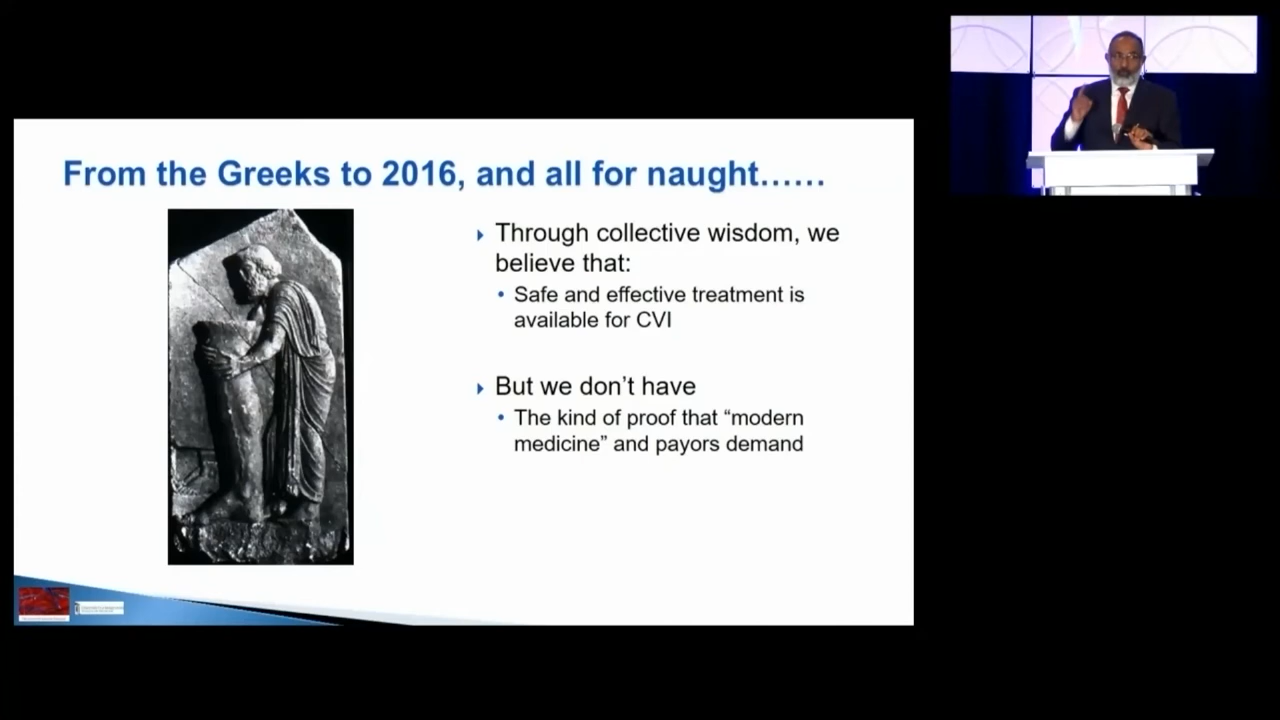 From the Greeks to 2016, and all for naught……
Through collective wisdom, we
believe that:
Safe and effective treatment is
available for CVI
But we don’t have
The kind of proof that “modern
medicine” and payors demand